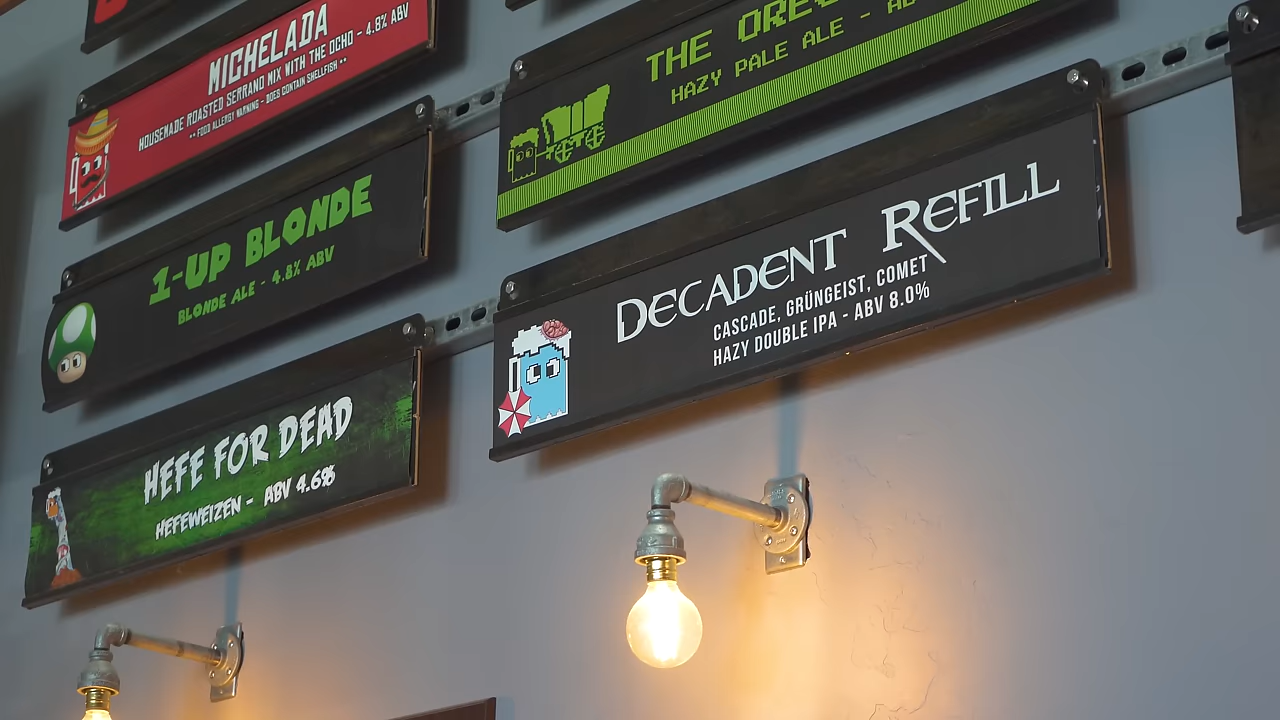 MICHELADA
HOUSEMADE ROASTED SERRANO MIX WITH THE OCHO - 4.8% ABV
** FOOD ALLERGY WARNING - DOES CONTAIN SHELLFISH **
1-UP BLONDE
BLONDE ALE - 4.8% ABV
HEFE FOR DEAD
HEFEWEIZEN - ABV 4.6%
THE
HAZY PALE ALE -
DECADENT REFILL
CASCADE, GRÜNGEIST, COMET
HAZY DOUBLE IPA - ABV 8.0%